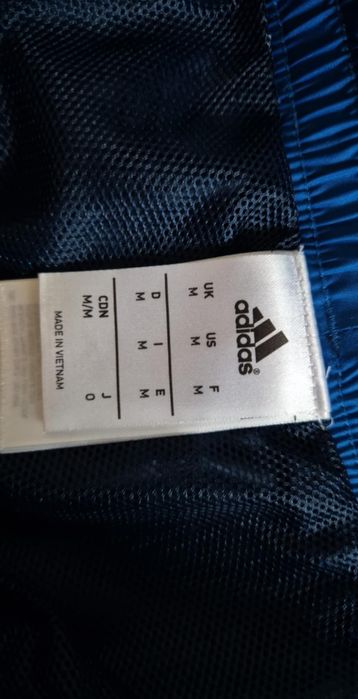 adidas®
UK US F
M M M
D I E
M M M
CDN J
M/M O
MADE IN VIETNAM